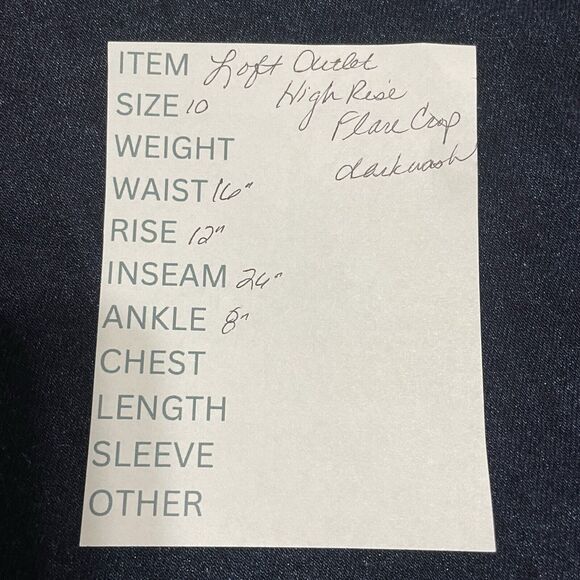 ITEM Loft Outlet
High Rise
SIZE 10
Flare Crop
darkwash
WEIGHT
WAIST 16"
RISE 12"
INSEAM 26"
ANKLE 8"
CHEST
LENGTH
SLEEVE
OTHER